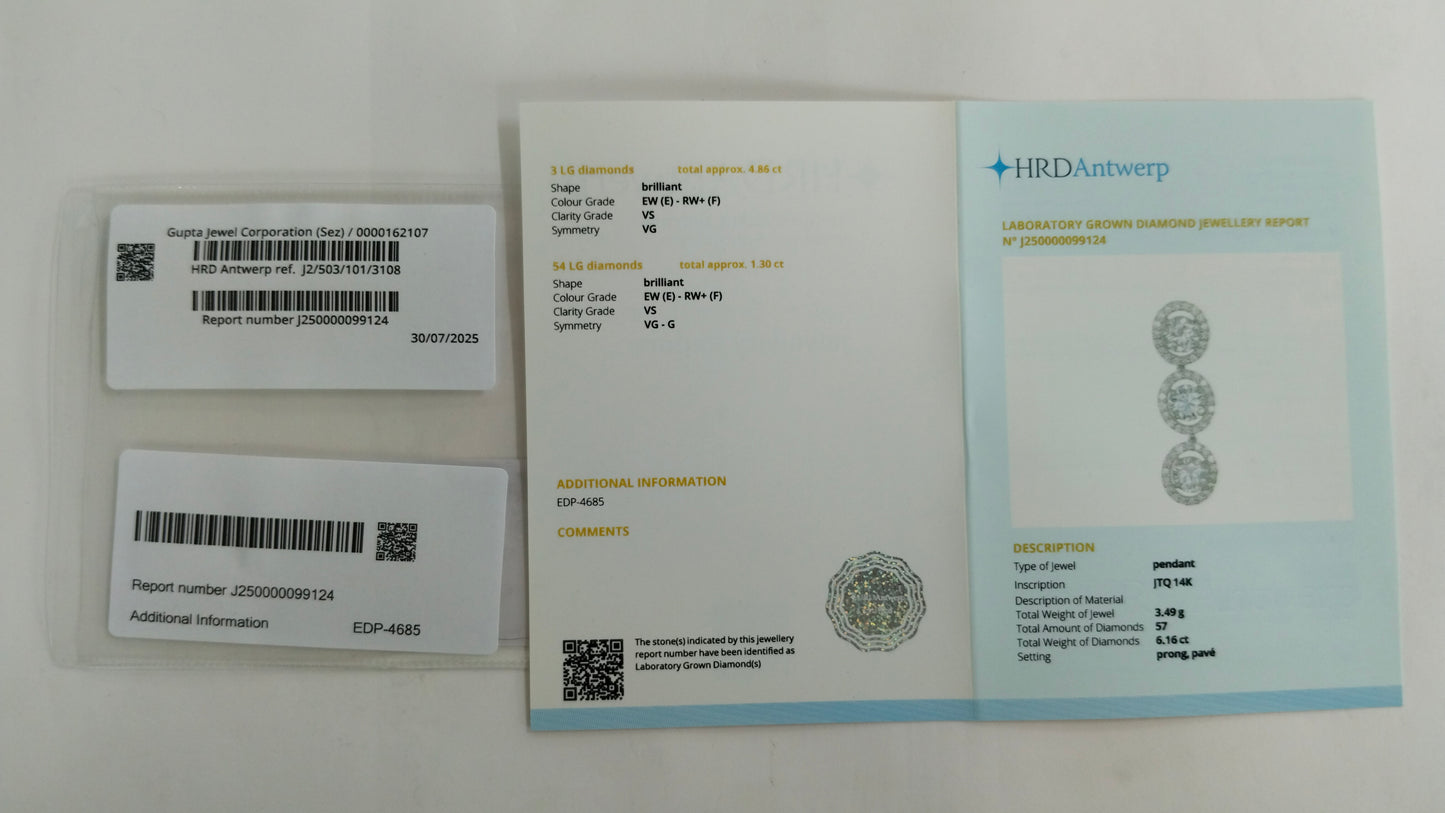 Gupta Jewel Corporation (Sez) / 0000162107
HRD Antwerp ref. J2/503/101/3108
Report number J250000099124
30/07/2025
Report number J250000099124
Additional Information EDP-4685
3 LG diamonds total approx. 4.86 ct
Shape brilliant
Colour Grade EW (E) - RW+ (F)
Clarity Grade VS
Symmetry VG
54 LG diamonds total approx. 1.30 ct
Shape brilliant
Colour Grade EW (E) - RW+ (F)
Clarity Grade VS
Symmetry VG - G
ADDITIONAL INFORMATION
EDP-4685
COMMENTS
The stone(s) indicated by this jewellery
report number have been identified as
Laboratory Grown Diamond(s)
HRDAntwerp
LABORATORY GROWN DIAMOND JEWELLERY REPORT
N° J250000099124
DESCRIPTION
Type of Jewel pendant
Inscription JTQ 14K
Description of Material
Total Weight of Jewel 3.49 g
Total Amount of Diamonds 57
Total Weight of Diamonds 6.16 ct
Setting prong, pavé